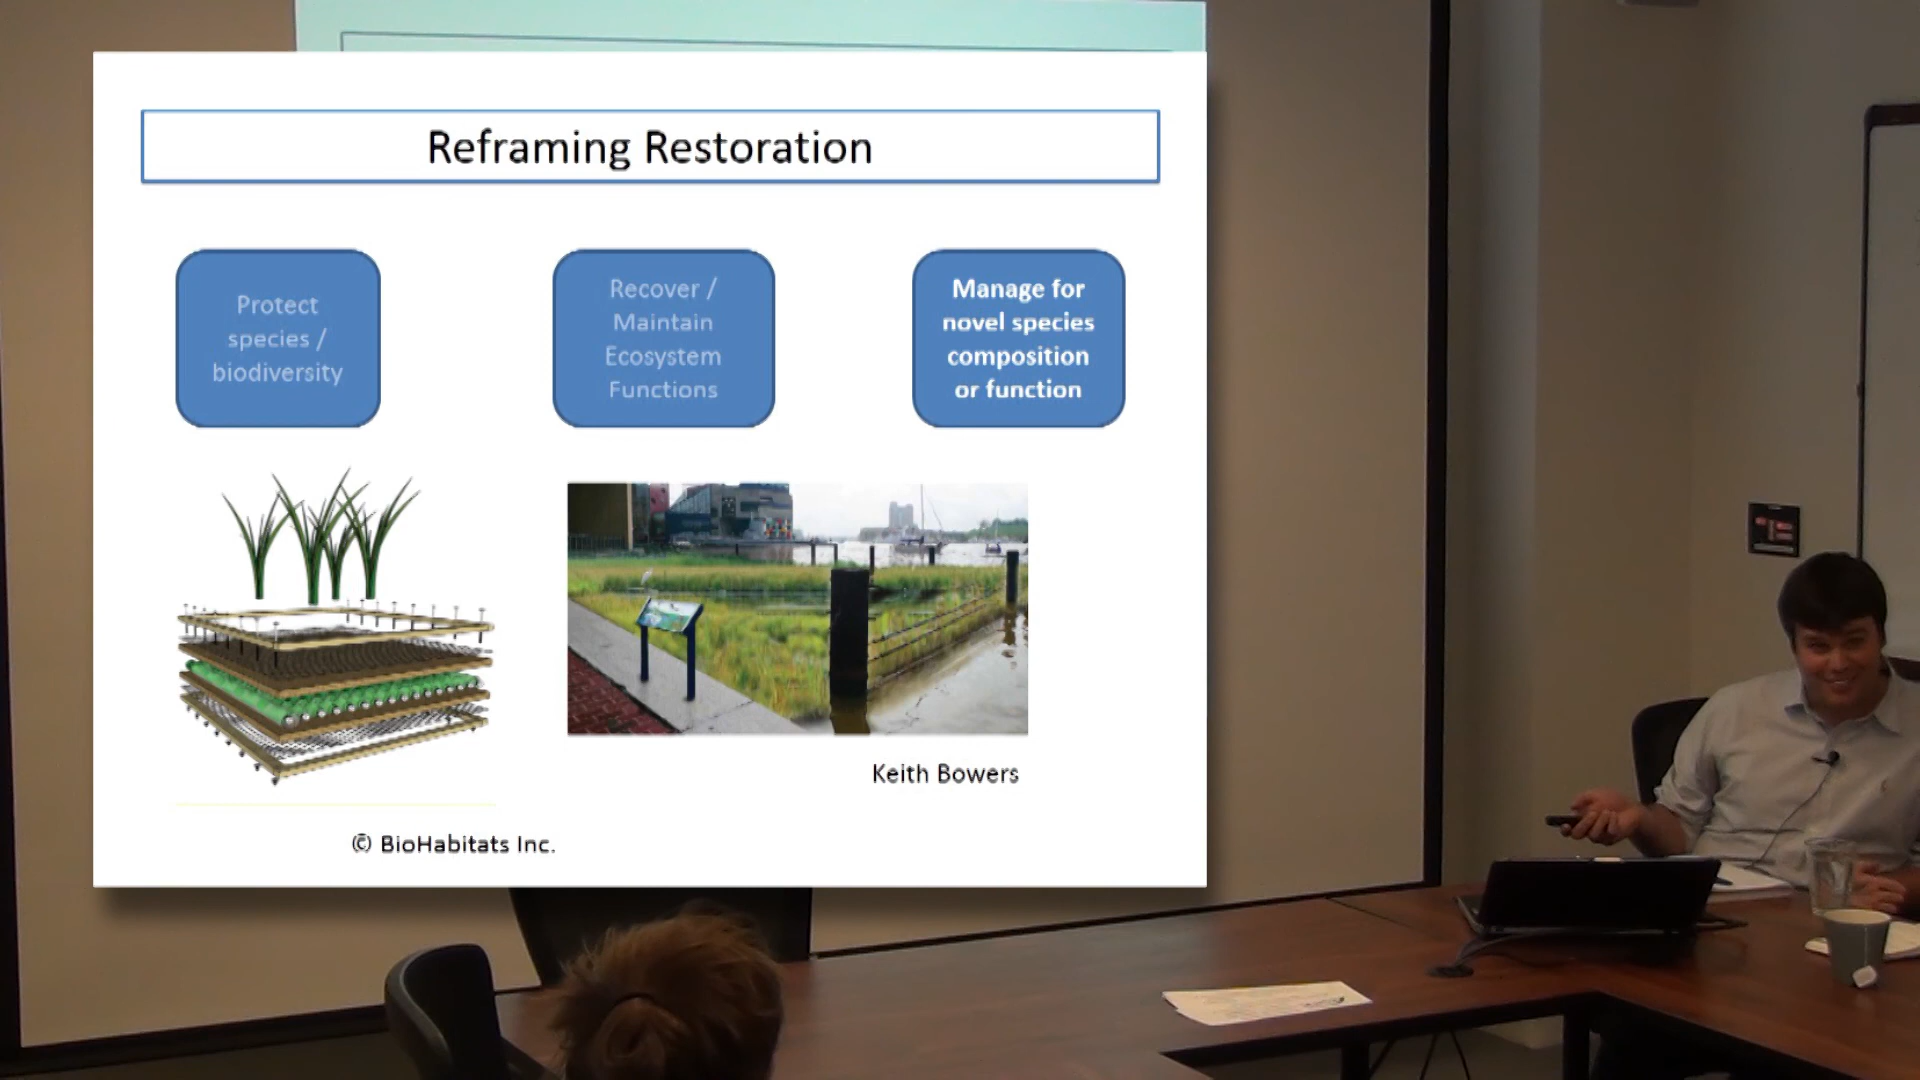 Reframing Restoration
Protect
species /
biodiversity
Recover /
Maintain
Ecosystem
Functions
Manage for
novel species
composition
or function
Keith Bowers
© BioHabitats Inc.